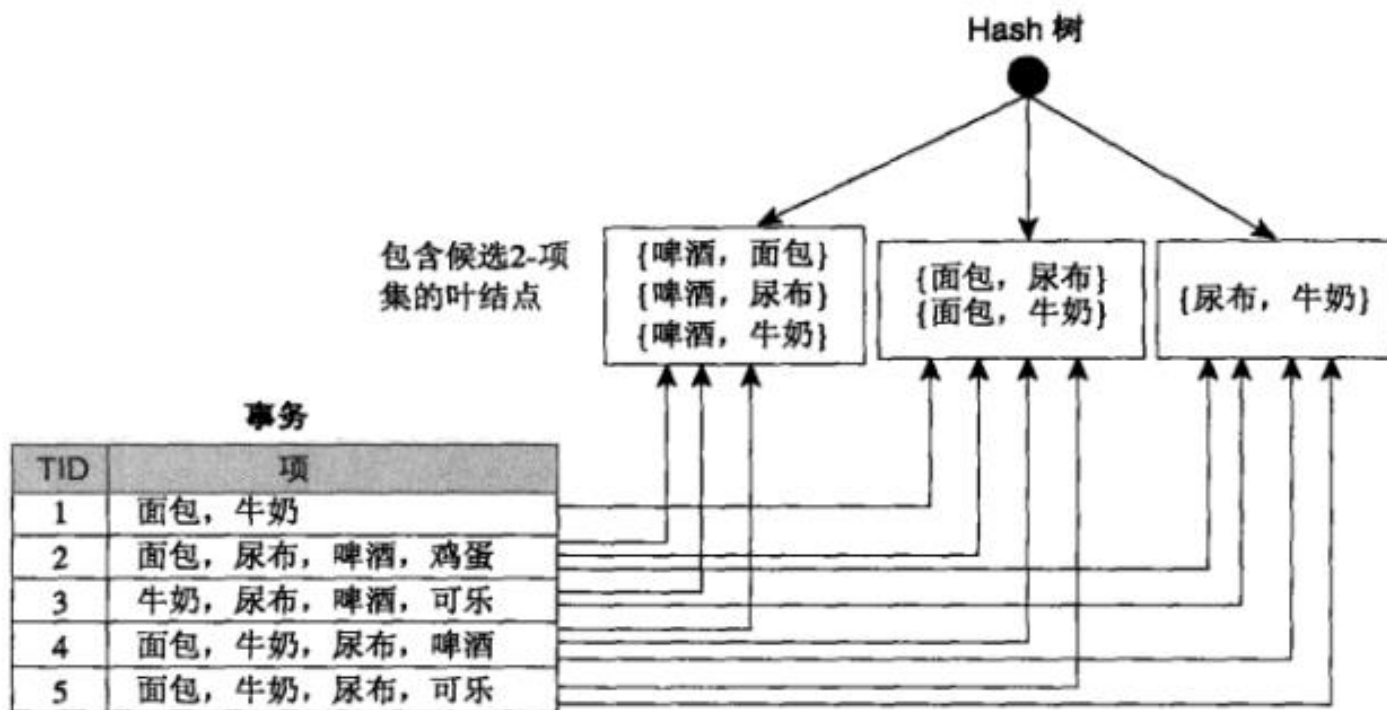 Hash 树
包含候选2-项
集的叶结点
{啤酒，面包}
{啤酒，尿布}
{啤酒，牛奶}
{面包，尿布}
{面包，牛奶}
{尿布，牛奶}
事务
TID 项
1 面包，牛奶
2 面包，尿布，啤酒，鸡蛋
3 牛奶，尿布，啤酒，可乐
4 面包，牛奶，尿布，啤酒
5 面包，牛奶，尿布，可乐